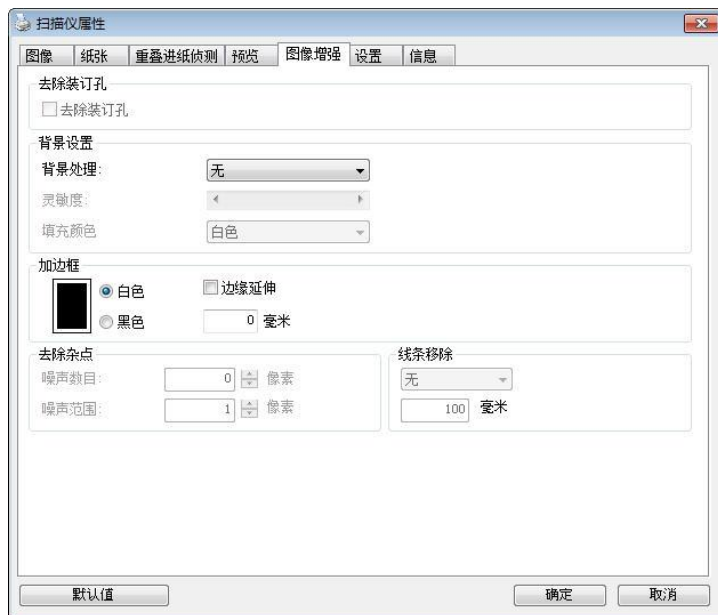 扫描仪属性
图像 纸张 重叠进纸侦测 预览 图像增强 设置 信息
去除装订孔
去除装订孔
背景设置
背景处理: 无
灵敏度:
填充颜色 白色
加边框
白色 边缘延伸
黑色 0 毫米
去除杂点 线条移除
噪声数目: 0 像素 无
噪声范围: 1 像素 100 毫米
默认值 确定 取消